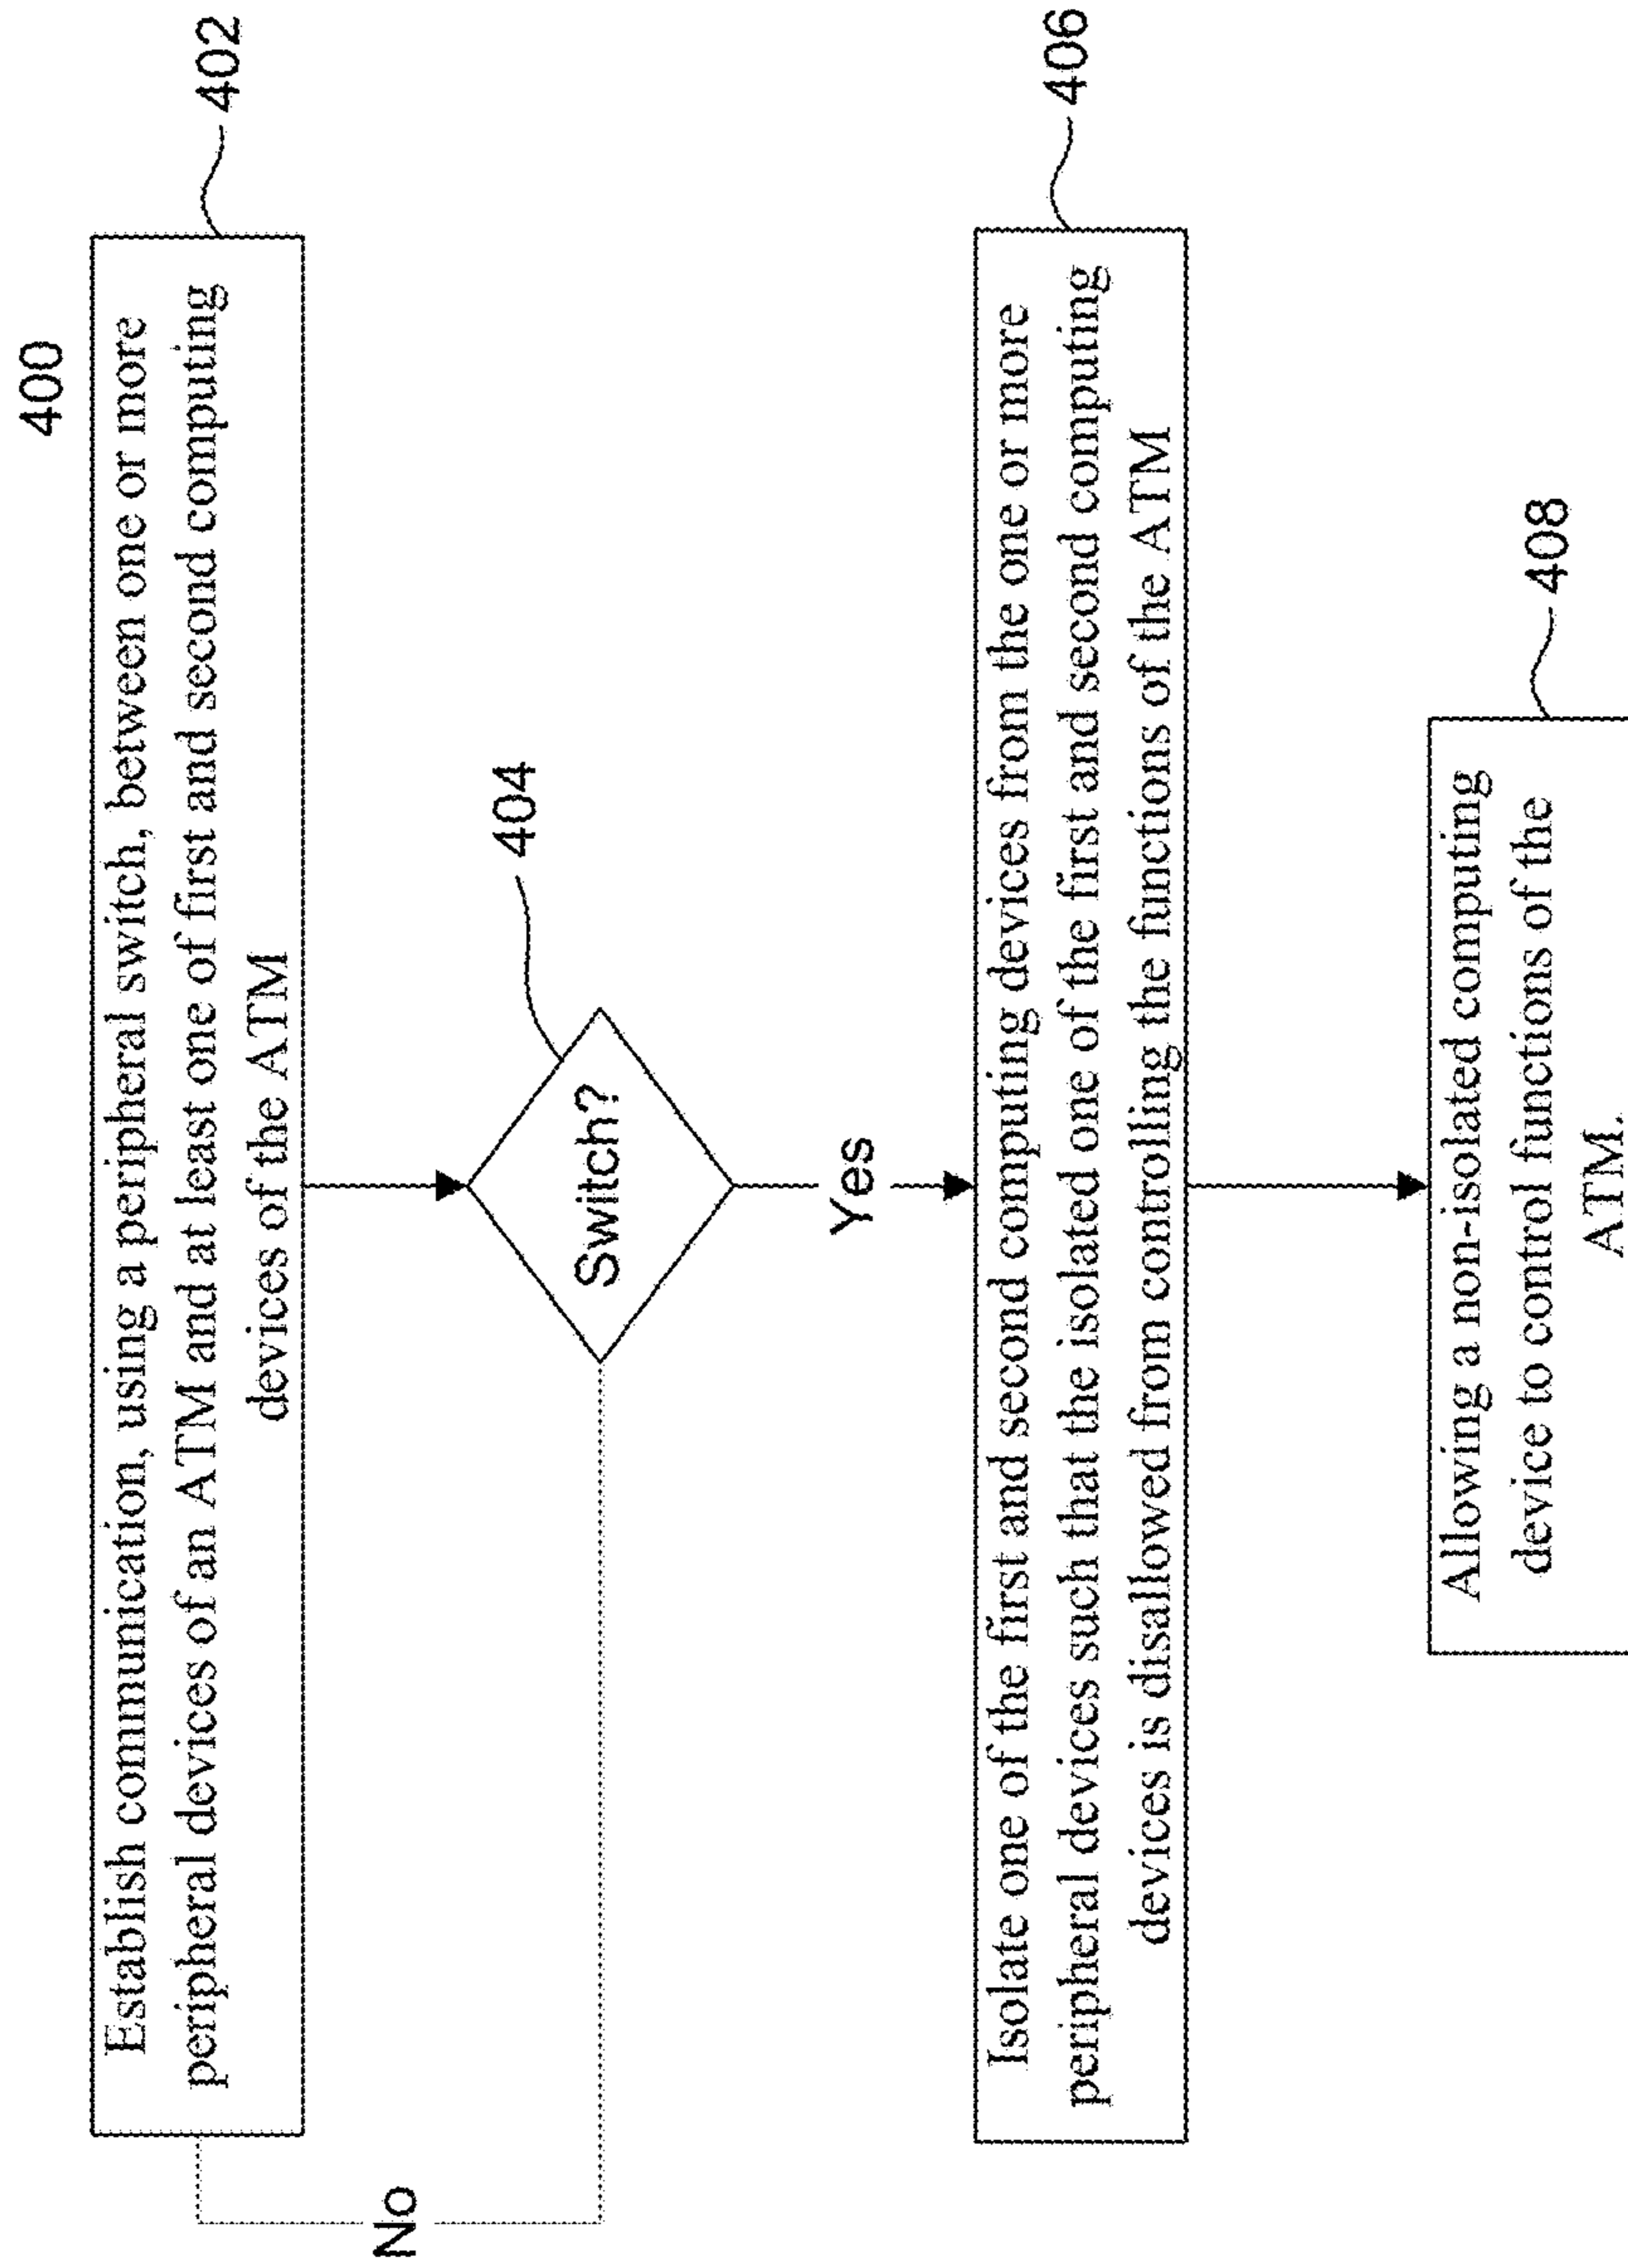 400
Establish communication, using a peripheral switch, between one or more
peripheral devices of an ATM and at least one of first and second computing
devices of the ATM
402
Switch?
404
No
Yes
Isolate one of the first and second computing devices from the one or more
peripheral devices such that the isolated one of the first and second computing
devices is disallowed from controlling the functions of the ATM
406
Allowing a non-isolated computing
device to control functions of the
ATM.
408